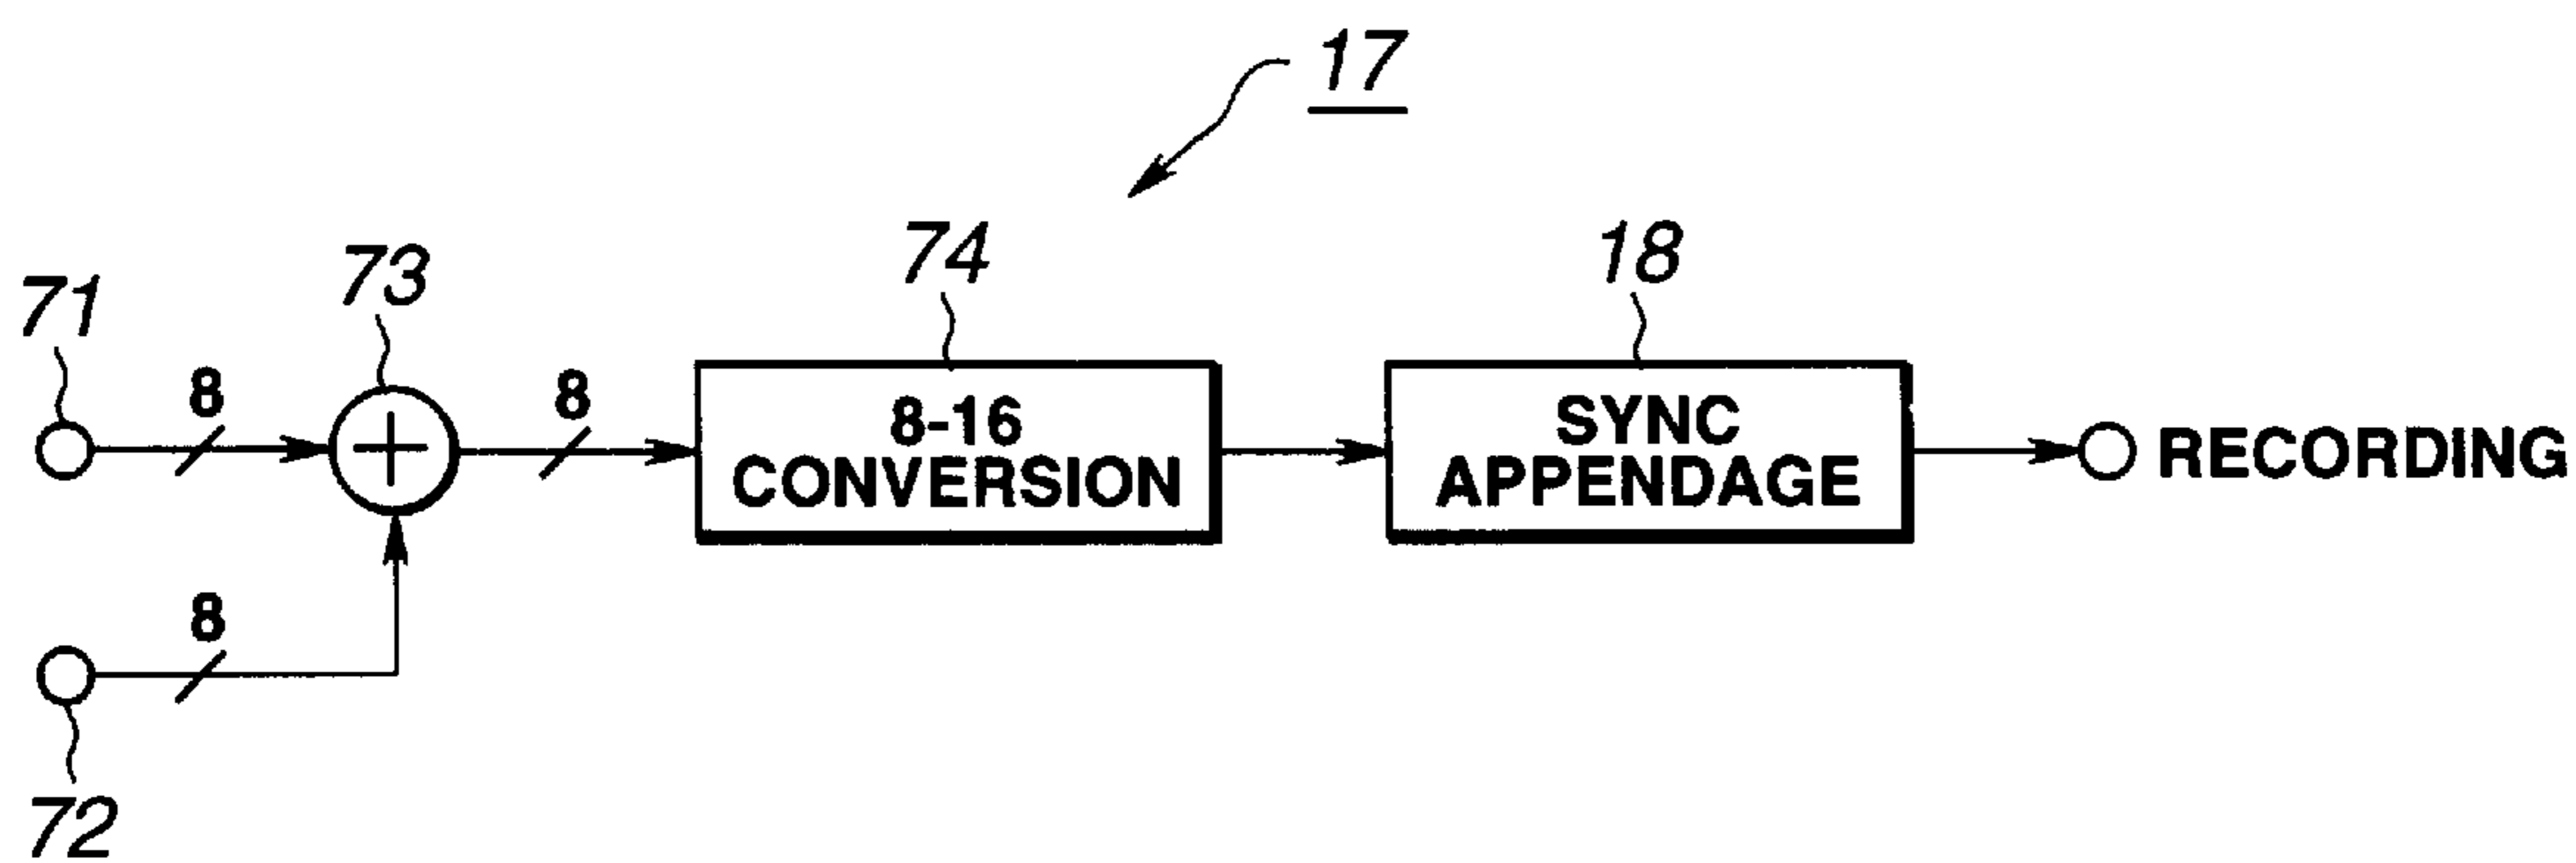 17
71
73
74
18
8
8
8-16
CONVERSION
SYNC
APPENDAGE
RECORDING
+
8
72